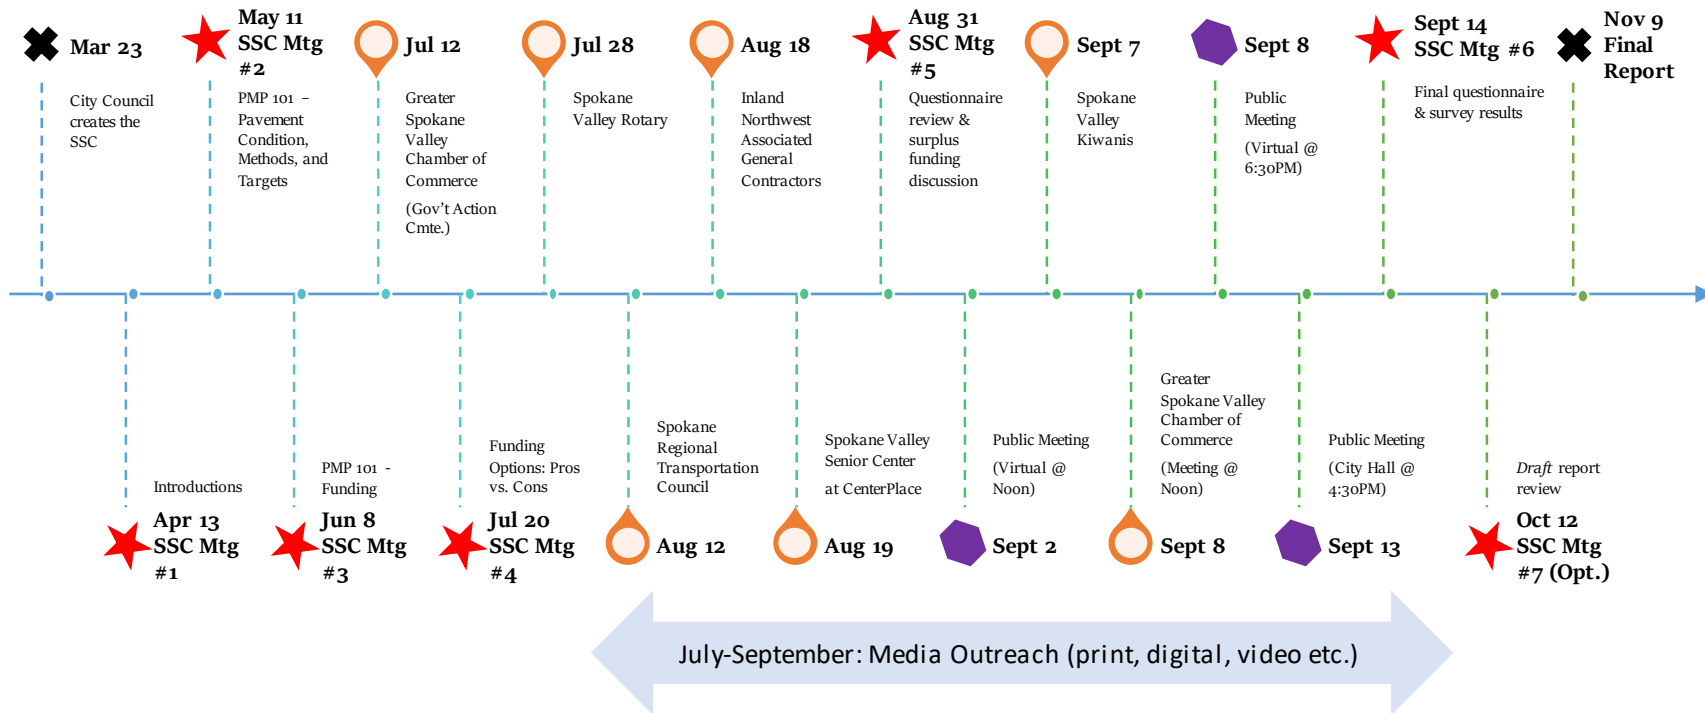 Mar 23
City Council
creates the
SSC
May 11
SSC Mtg
#2
PMP 101 –
Pavement
Condition,
Methods, and
Targets
Jul 12
Greater
Spokane
Valley
Chamber of
Commerce
(Gov't Action
Cmte.)
Jul 28
Spokane
Valley Rotary
Aug 18
Inland
Northwest
Associated
General
Contractors
Aug 31
SSC Mtg
#5
Questionnaire
review &
surplus
funding
discussion
Sept 7
Spokane
Valley
Kiwanis
Sept 8
Public
Meeting
(Virtual @
6:30PM)
Sept 14
SSC Mtg #6
Final questionnaire
& survey results
Nov 9
Final
Report
Introductions
Apr 13
SSC Mtg
#1
PMP 101 -
Funding
Jun 8
SSC Mtg
#3
Funding
Options: Pros
vs. Cons
Jul 20
SSC Mtg
#4
Spokane
Regional
Transportation
Council
Aug 12
Spokane Valley
Senior Center
at CenterPlace
Aug 19
Public Meeting
(Virtual @
Noon)
Sept 2
Greater
Spokane Valley
Chamber of
Commerce
(Meeting @
Noon)
Sept 8
Public Meeting
(City Hall @
4:30PM)
Sept 13
Draft report
review
Oct 12
SSC Mtg
#7 (Opt.)
July-September: Media Outreach (print, digital, video etc.)